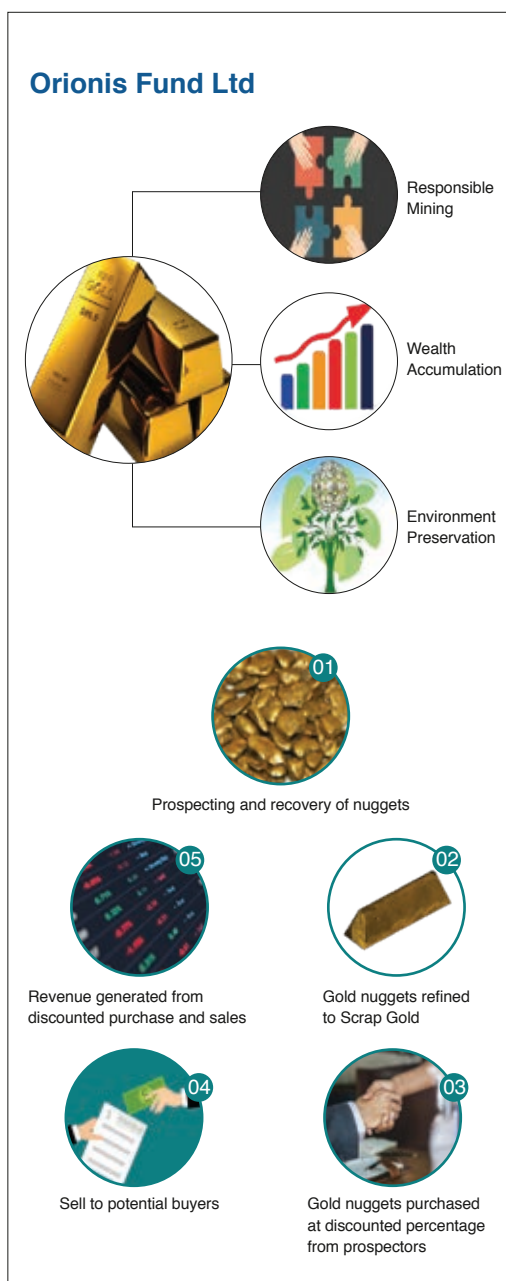 Orionis Fund Ltd
Responsible
Mining
GOLD
Wealth
Accumulation
Environment
Preservation
01
Prospecting and recovery of nuggets
05
02
Revenue generated from
discounted purchase and sales
Gold nuggets refined
to Scrap Gold
04
03
Sell to potential buyers
Gold nuggets purchased
at discounted percentage
from prospectors